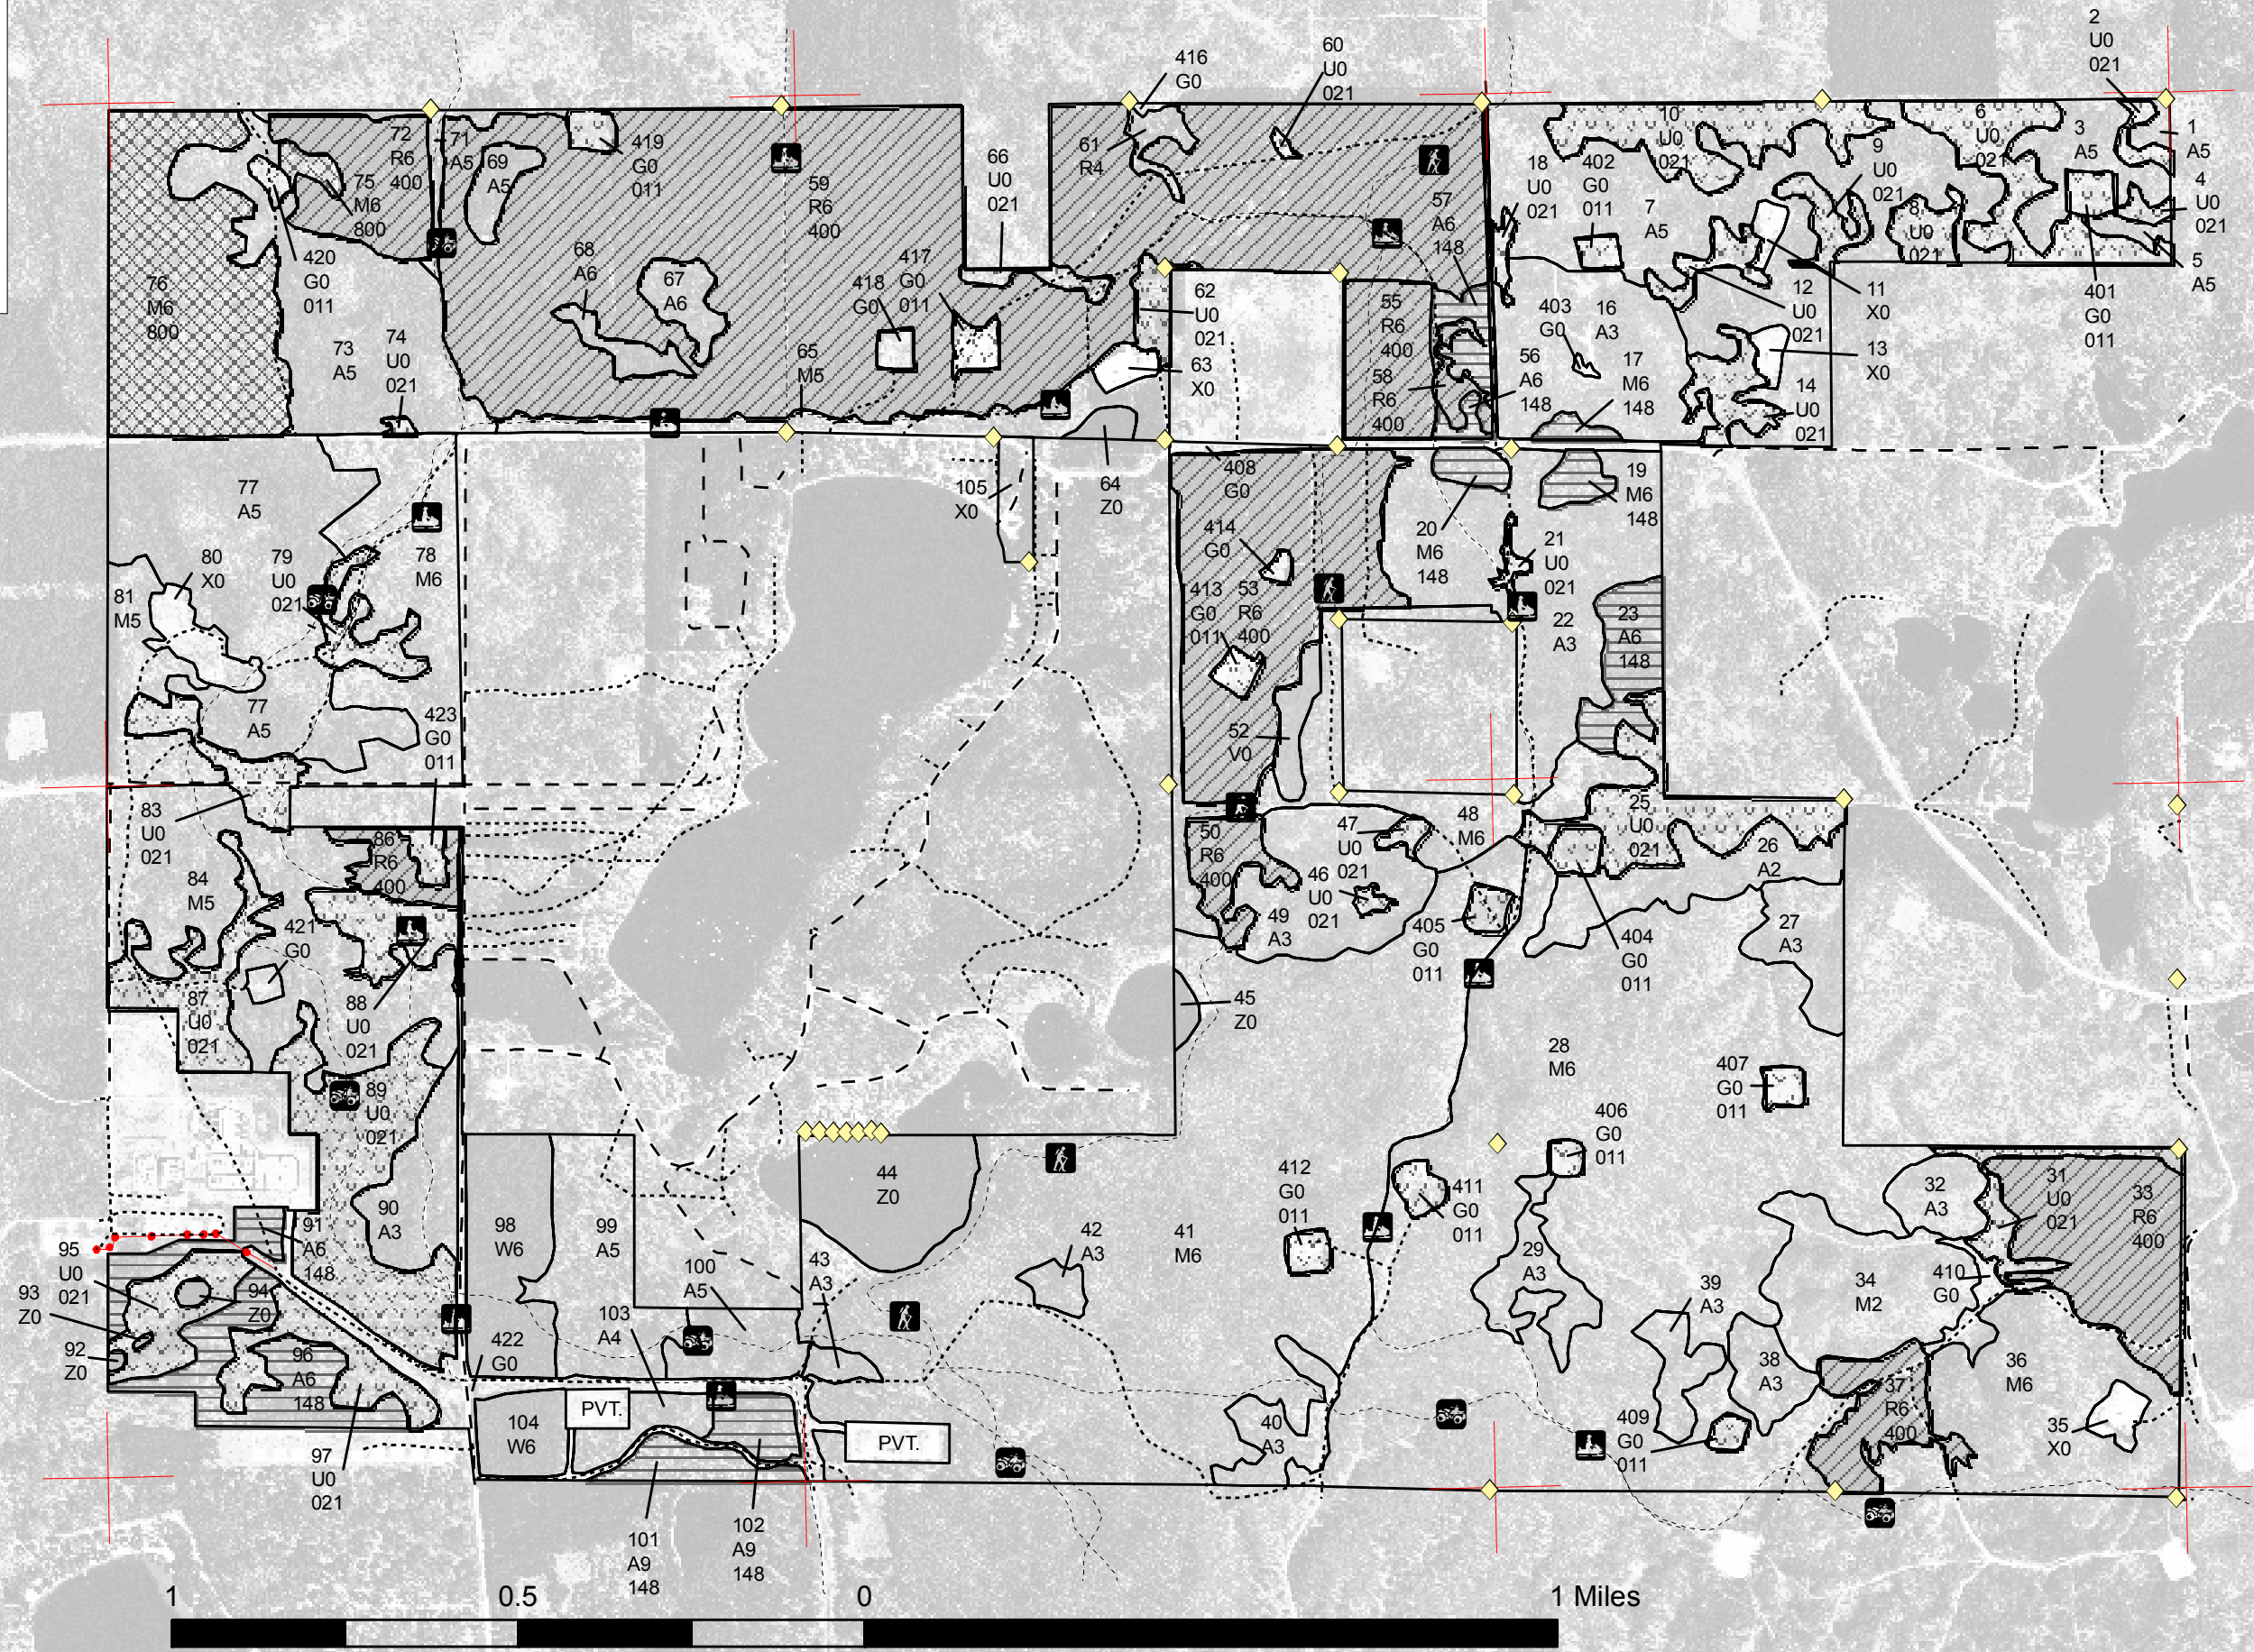 2
U0
021
416
G0
60
U0
021
72
R6
400
71
A5
69
A5
419
G0
011
66
U0
021
61
R4
10
U0
021
18
U0
021
402
G0
011
9
U0
021
6
U0
021
3
A5
1
A5
4
U0
021
5
A5
75
M6
800
59
R6
400
57
A6
148
7
A5
8
U0
021
420
G0
011
68
A6
67
A6
418
G0
417
G0
011
76
M6
800
62
U0
021
55
R6
400
403
G0
16
A3
12
U0
021
11
X0
401
G0
011
73
A5
74
U0
021
65
M5
63
X0
58
R6
400
56
A6
148
17
M6
148
13
X0
14
U0
021
77
A5
105
X0
64
Z0
408
G0
19
M6
148
80
X0
79
U0
021
78
M6
414
G0
20
M6
148
21
U0
021
81
M5
413
G0
011
53
R6
400
22
A3
23
A6
148
77
A5
423
G0
011
52
V0
83
U0
021
86
R6
400
50
R6
400
47
U0
021
48
M6
25
U0
021
26
A2
84
M5
46
U0
021
49
A3
421
G0
405
G0
011
404
G0
011
27
A3
87
U0
021
88
U0
021
45
Z0
28
M6
407
G0
011
89
U0
021
406
G0
011
44
Z0
412
G0
011
411
G0
011
32
A3
31
U0
021
33
R6
400
90
A3
91
A6
148
98
W6
99
A5
42
A3
41
M6
95
U0
021
93
Z0
94
Z0
100
A5
43
A3
29
A3
39
A3
34
M2
410
G0
92
Z0
96
A6
148
422
G0
103
A4
38
A3
36
M6
37
R6
400
104
W6
PVT.
PVT.
40
A3
409
G0
011
35
X0
97
U0
021
101
A9
148
102
A9
148
1 0.5 0 1 Miles